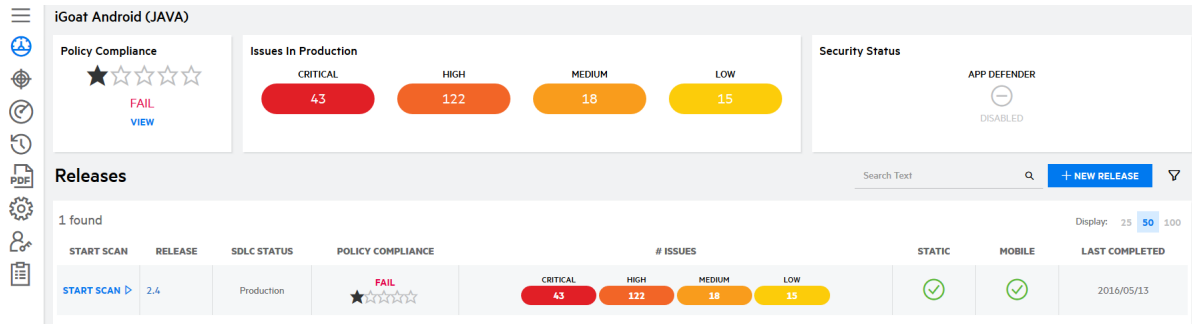 iGoat Android (JAVA)
Policy Compliance
FAIL
VIEW
Issues In Production
CRITICAL HIGH MEDIUM LOW
43 122 18 15
Security Status
APP DEFENDER
DISABLED
PDF
Releases
Search Text
+ NEW RELEASE
1 found
Display: 25 50 100
START SCAN RELEASE SDLC STATUS POLICY COMPLIANCE # ISSUES STATIC MOBILE LAST COMPLETED
FAIL CRITICAL HIGH MEDIUM LOW
START SCAN 2.4 Production 43 122 18 15 2016/05/13